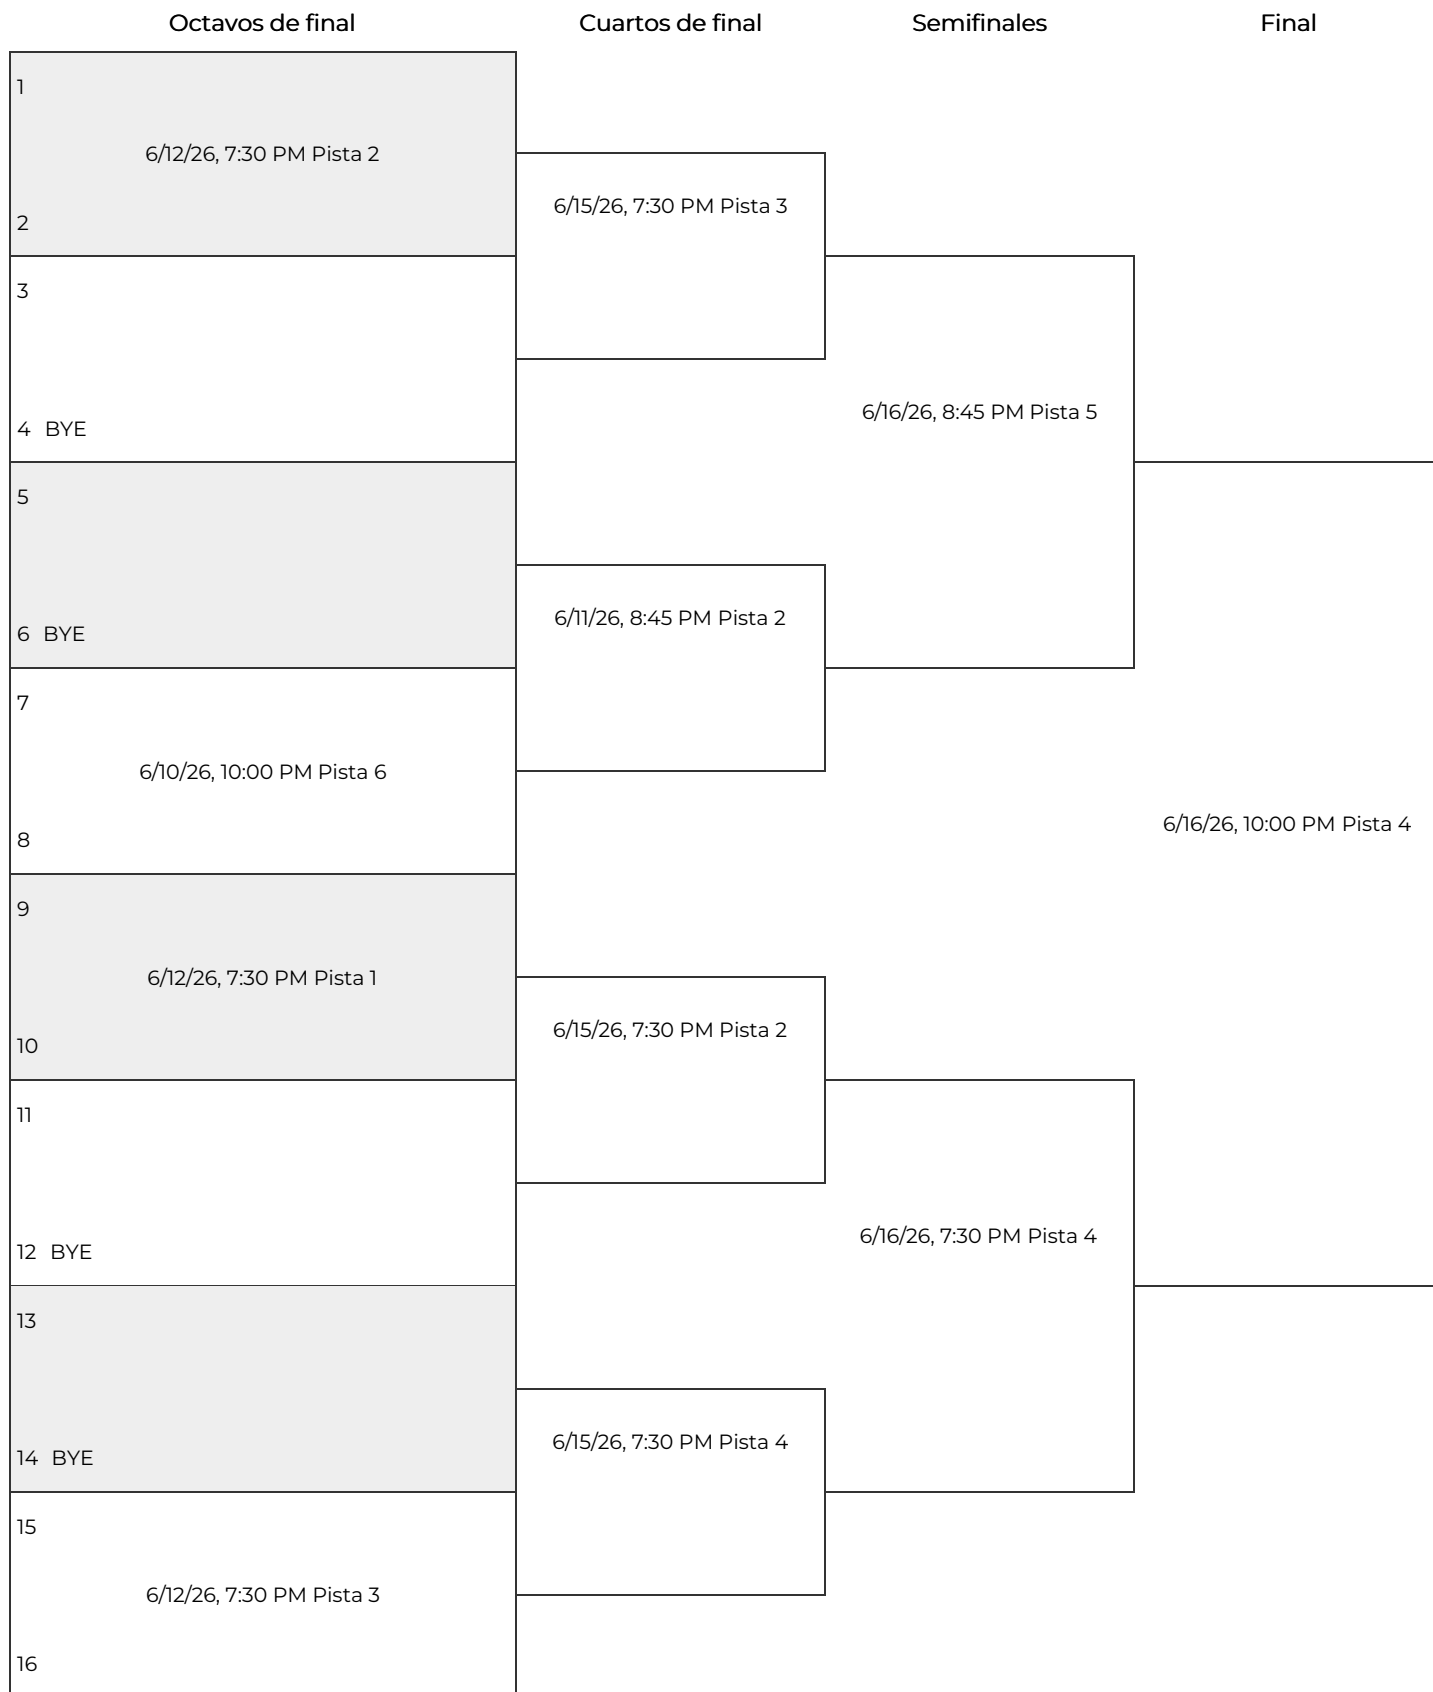 Octavos de final
Cuartos de final
Semifinales
Final
1
6/12/26, 7:30 PM Pista 2
2
6/15/26, 7:30 PM Pista 3
3
4 BYE
6/16/26, 8:45 PM Pista 5
5
6 BYE
6/11/26, 8:45 PM Pista 2
7
6/10/26, 10:00 PM Pista 6
8
6/16/26, 10:00 PM Pista 4
9
6/12/26, 7:30 PM Pista 1
10
6/15/26, 7:30 PM Pista 2
11
12 BYE
6/16/26, 7:30 PM Pista 4
13
14 BYE
6/15/26, 7:30 PM Pista 4
15
6/12/26, 7:30 PM Pista 3
16